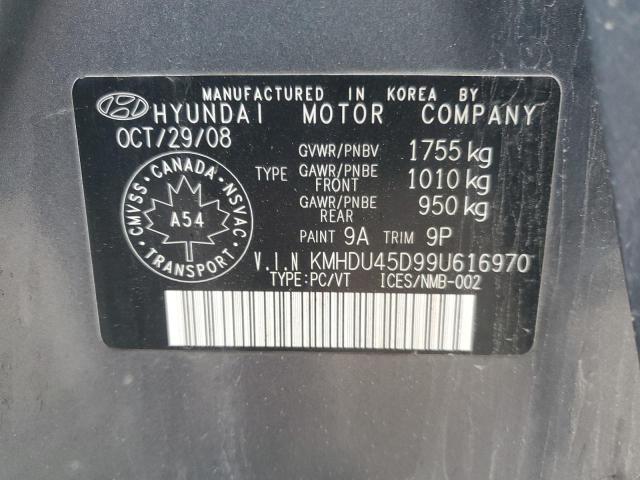 MANUFACTURED IN KOREA BY
HYUNDAI MOTOR COMPANY
OCT/29/08
GVWR/PNBV 1755 kg
TYPE GAWR/PNBE FRONT 1010 kg
GAWR/PNBE REAR 950 kg
CMVSS CANADA NSVAC
A54
TRANSPORT
PAINT 9A TRIM 9P
V.I.N KMHDU45D99U616970
TYPE:PC/VT ICES/NMB-002